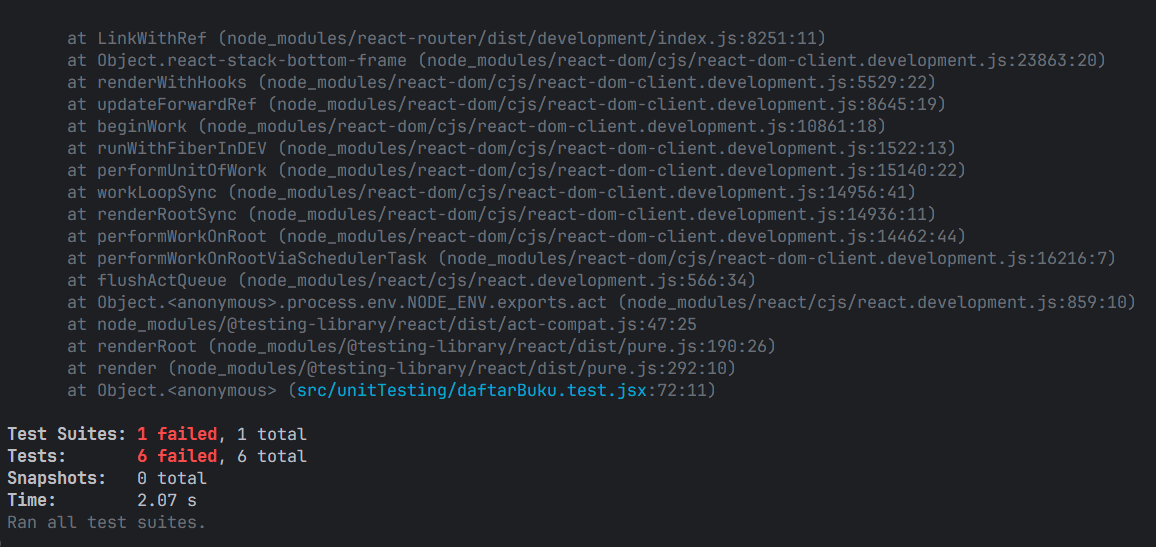 at LinkWithRef (node_modules/react-router/dist/development/index.js:8251:11)
at Object.react-stack-bottom-frame (node_modules/react-dom/cjs/react-dom-client.development.js:23863:20)
at renderWithHooks (node_modules/react-dom/cjs/react-dom-client.development.js:5529:22)
at updateForwardRef (node_modules/react-dom/cjs/react-dom-client.development.js:8645:19)
at beginWork (node_modules/react-dom/cjs/react-dom-client.development.js:10861:18)
at runWithFiberInDEV (node_modules/react-dom/cjs/react-dom-client.development.js:1522:13)
at performUnitOfWork (node_modules/react-dom/cjs/react-dom-client.development.js:15140:22)
at workLoopSync (node_modules/react-dom/cjs/react-dom-client.development.js:14956:41)
at renderRootSync (node_modules/react-dom/cjs/react-dom-client.development.js:14936:11)
at performWorkOnRoot (node_modules/react-dom/cjs/react-dom-client.development.js:14462:44)
at performWorkOnRootViaSchedulerTask (node_modules/react-dom/cjs/react-dom-client.development.js:16216:7)
at flushActQueue (node_modules/react/cjs/react.development.js:566:34)
at Object.<anonymous>.process.env.NODE_ENV.exports.act (node_modules/react/cjs/react.development.js:859:10)
at node_modules/@testing-library/react/dist/act-compat.js:47:25
at renderRoot (node_modules/@testing-library/react/dist/pure.js:190:26)
at render (node_modules/@testing-library/react/dist/pure.js:292:10)
at Object.<anonymous> (src/unitTesting/daftarBuku.test.jsx:72:11)
Test Suites: 1 failed, 1 total
Tests: 6 failed, 6 total
Snapshots: 0 total
Time: 2.07 s
Ran all test suites.